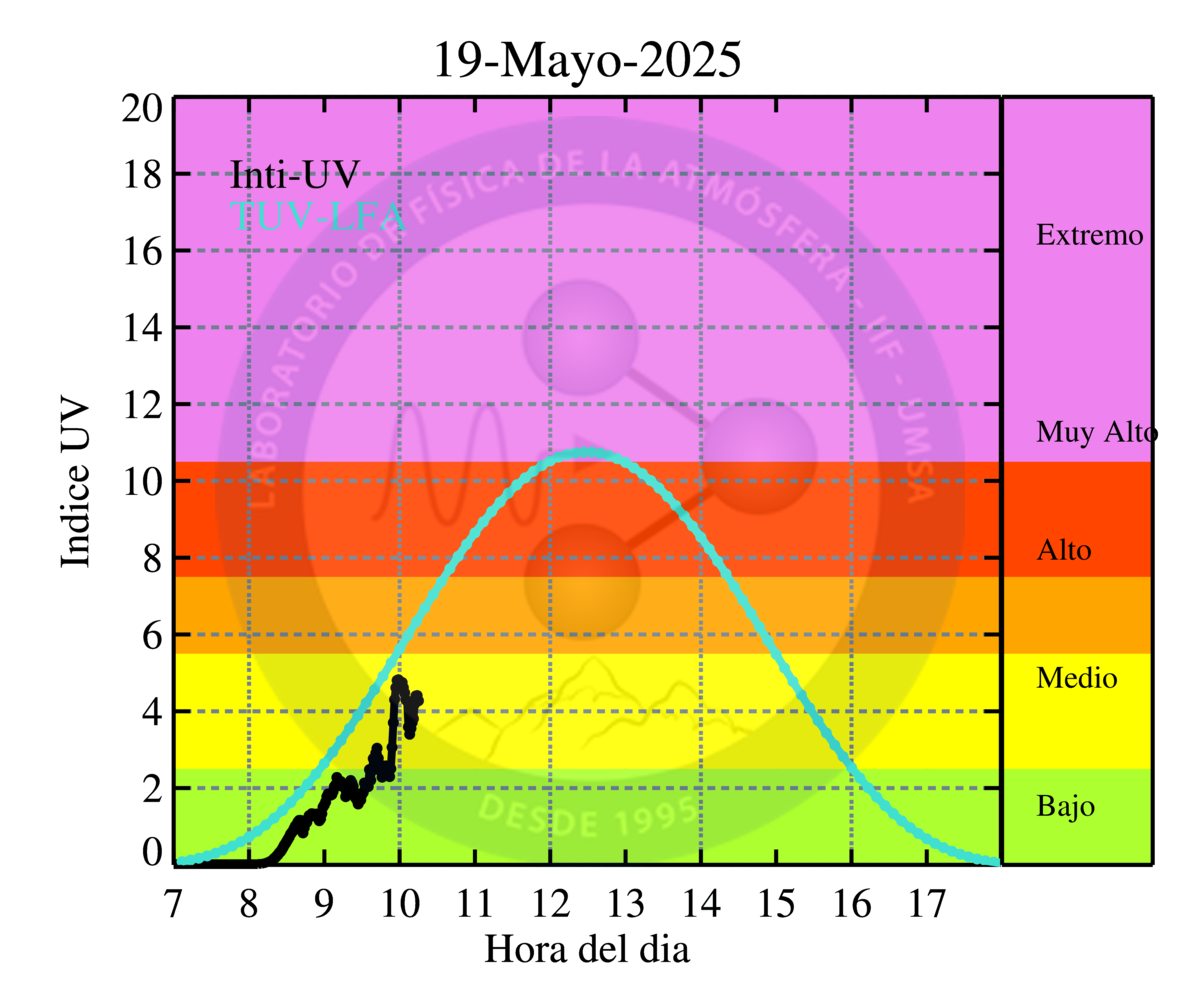 19-Mayo-2025
20
18
16
14
12
10
8
6
4
2
0
Indice UV
Inti-UV
TUV-LFA
LABORATORIO DE FÍSICA DE LA ATMÓSFERA - IIF - UMSA
DESDE 1995
Extremo
Muy Alto
Alto
Medio
Bajo
7 8 9 10 11 12 13 14 15 16 17
Hora del dia